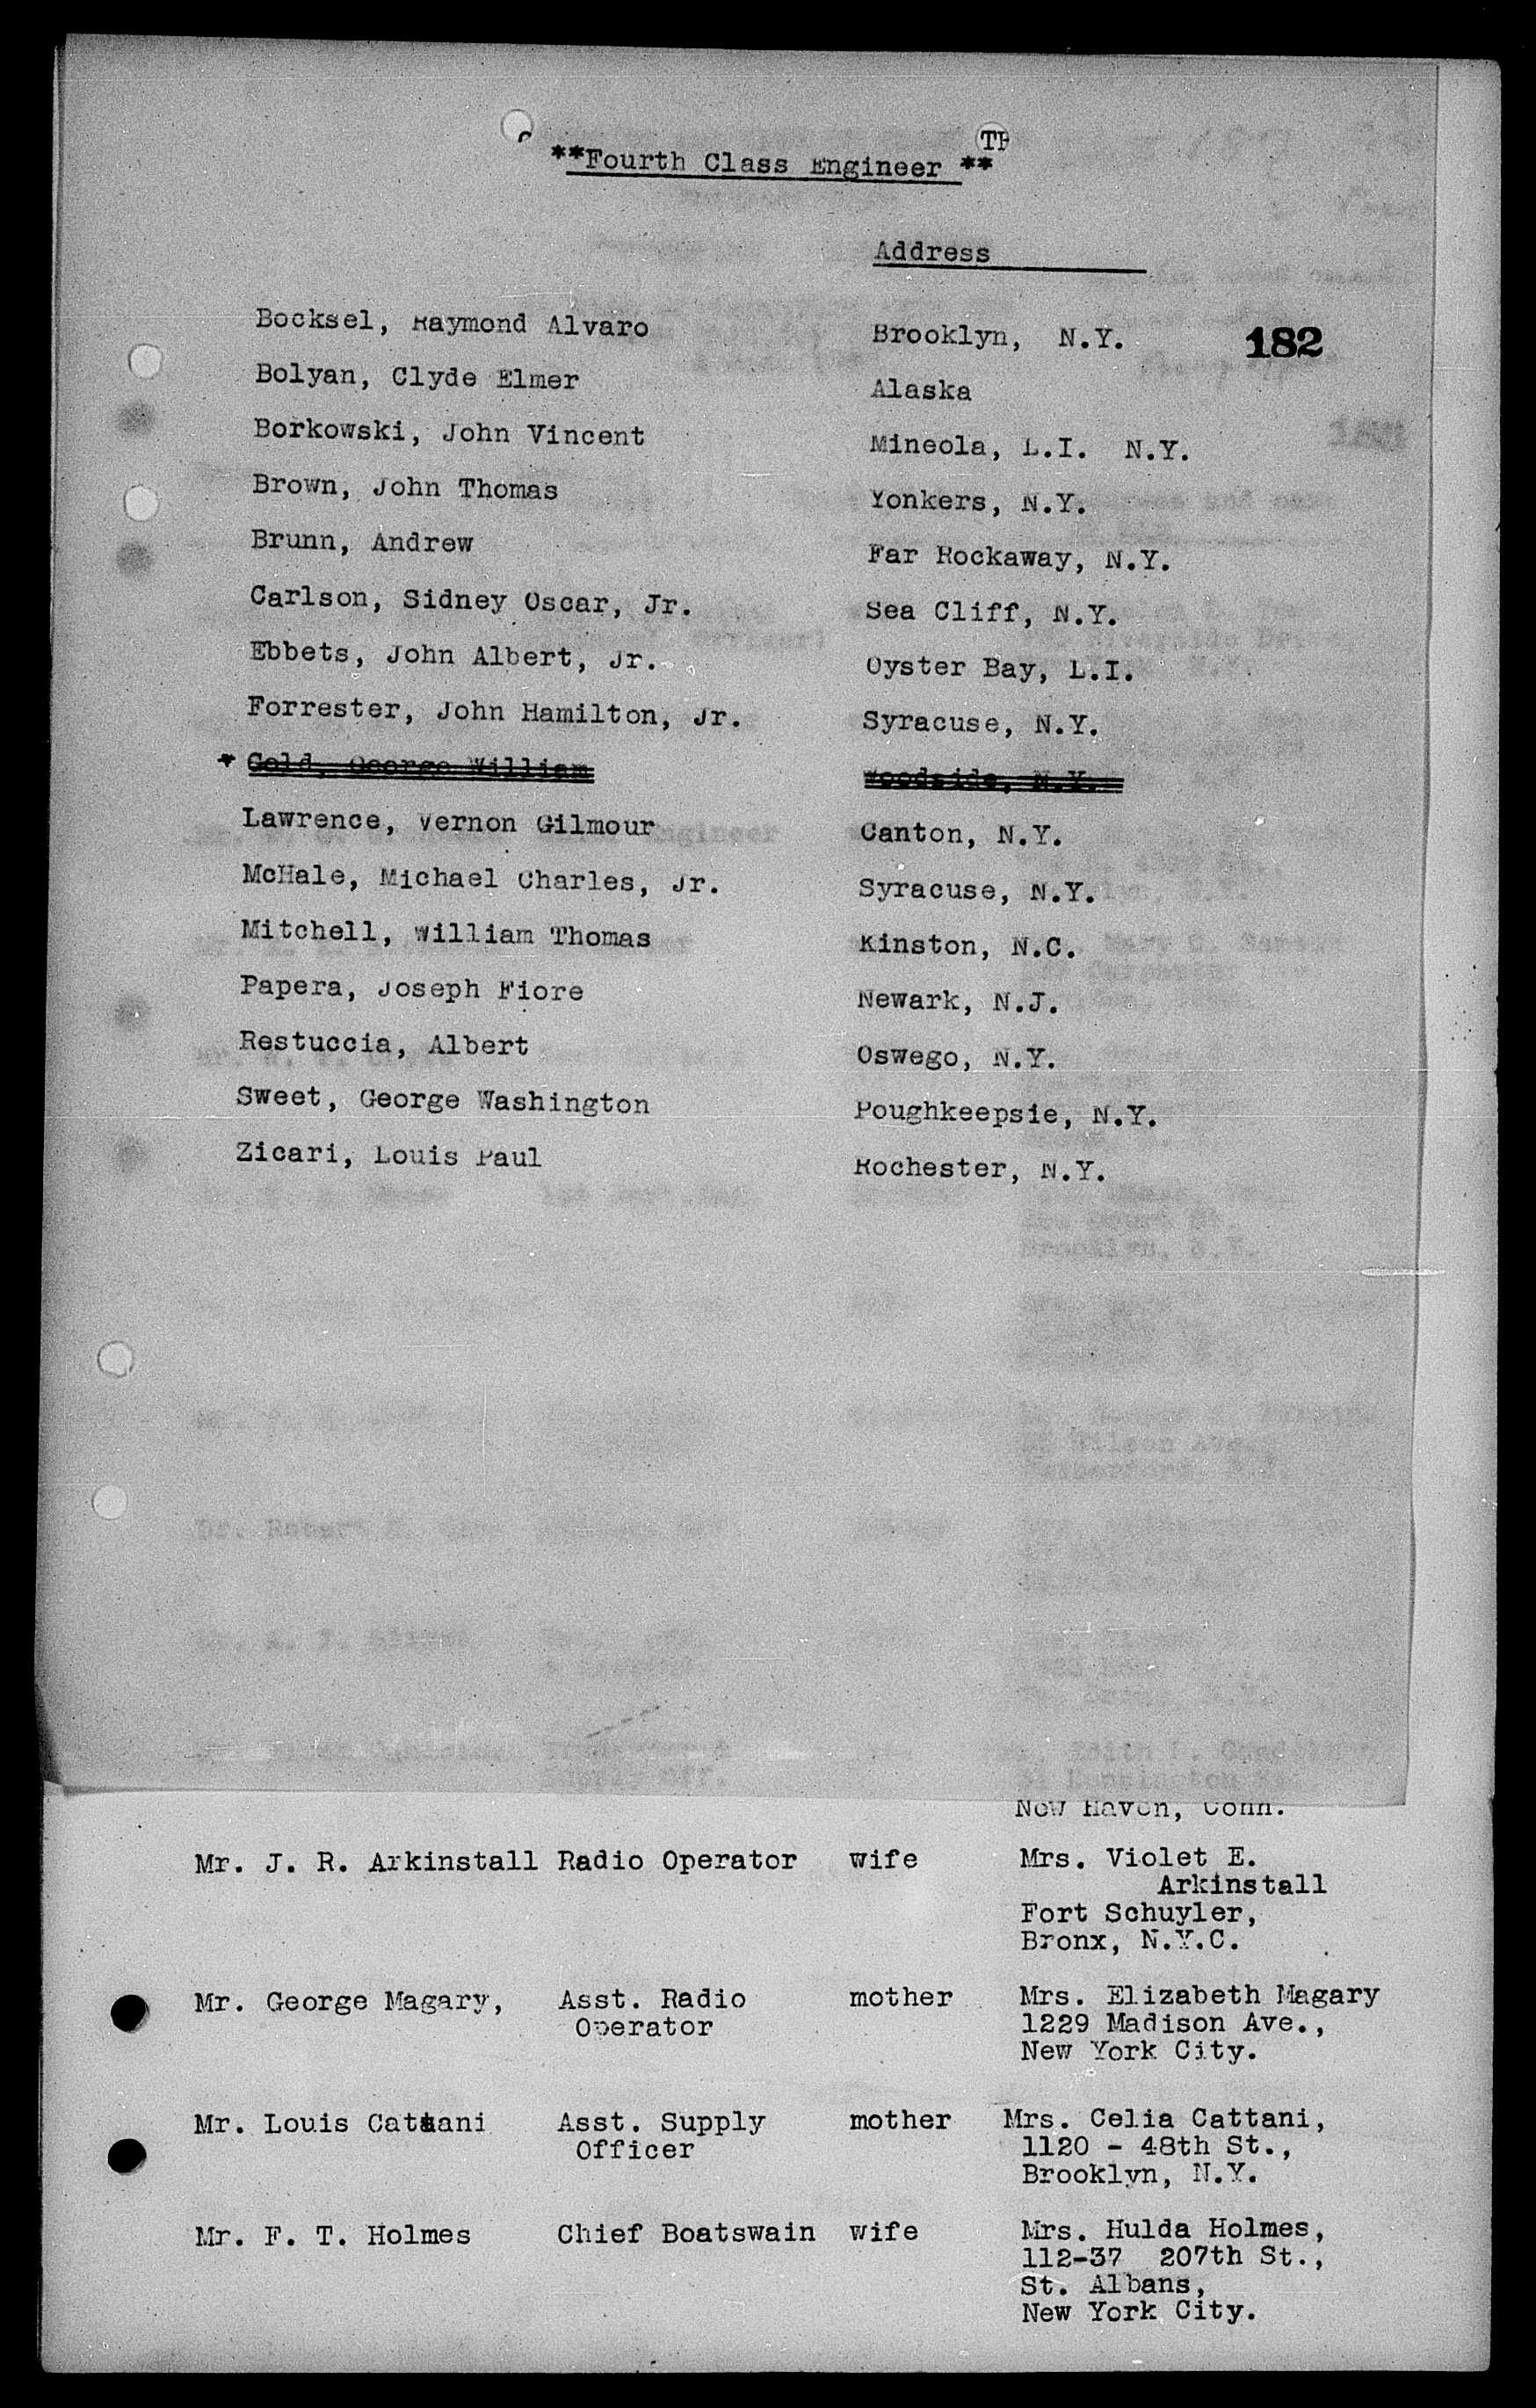 TH
**Fourth Class Engineer **
Address
182
Bocksel, Raymond Alvaro Brooklyn, N.Y.
Bolyan, Clyde Elmer Alaska
Borkowski, John Vincent Mineola, L.I. N.Y.
Brown, John Thomas Yonkers, N.Y.
Brunn, Andrew Far Rockaway, N.Y.
Carlson, Sidney Oscar, Jr. Sea Cliff, N.Y.
Ebbets, John Albert, Jr. Oyster Bay, L.I.
Forrester, John Hamilton, Jr. Syracuse, N.Y.
* Gold, George William Woodside, N.Y.
Lawrence, Vernon Gilmour Canton, N.Y.
McHale, Michael Charles, Jr. Syracuse, N.Y.
Mitchell, William Thomas Kinston, N.C.
Papera, Joseph Fiore Newark, N.J.
Restuccia, Albert Oswego, N.Y.
Sweet, George Washington Poughkeepsie, N.Y.
Zicari, Louis Paul Rochester, N.Y.
New Haven, Conn.
Mr. J. R. Arkinstall Radio Operator wife Mrs. Violet E.
Arkinstall
Fort Schuyler,
Bronx, N.Y.C.
Mr. George Magary, Asst. Radio mother Mrs. Elizabeth Magary
Operator 1229 Madison Ave.,
New York City.
Mr. Louis Cattani Asst. Supply mother Mrs. Celia Cattani,
Officer 1120 - 48th St.,
Brooklyn, N.Y.
Mr. F. T. Holmes Chief Boatswain wife Mrs. Hulda Holmes,
112-37 207th St.,
St. Albans,
New York City.